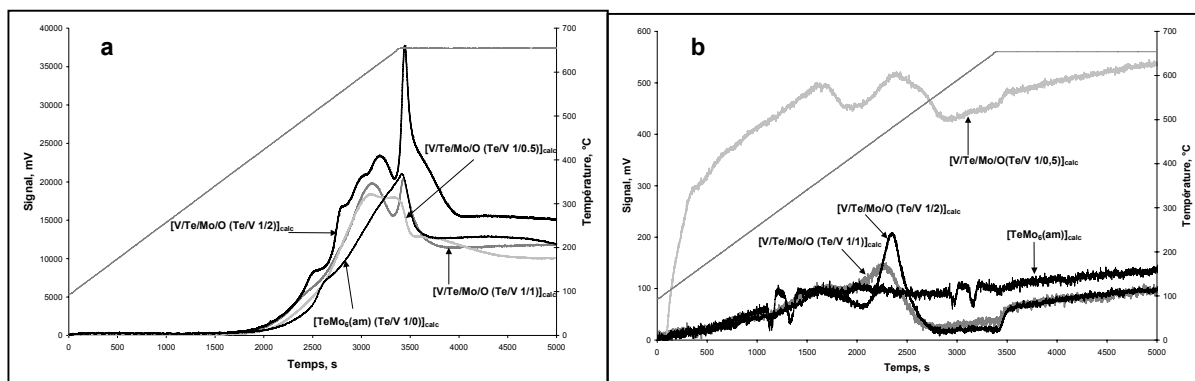 a
40000
35000
30000
25000
20000
15000
10000
5000
0
Signal, mV
700
600
500
400
300
200
100
0
Température, °C
0 500 1000 1500 2000 2500 3000 3500 4000 4500 5000
Temps, s
[V/Te/Mo/O (Te/V 1/0.5)]calc
[V/Te/Mo/O (Te/V 1/2)]calc
[V/Te/Mo/O (Te/V 1/1)]calc
[TeMo6(am) (Te/V 1/0)]calc
b
600
500
400
300
200
100
0
Signal, mV
700
600
500
400
300
200
100
0
Température, °C
0 500 1000 1500 2000 2500 3000 3500 4000 4500 5000
Temps, s
[V/Te/Mo/O(Te/V 1/0,5)]calc
[V/Te/Mo/O (Te/V 1/2)]calc
[V/Te/Mo/O (Te/V 1/1)]calc
[TeMo6(am)]calc